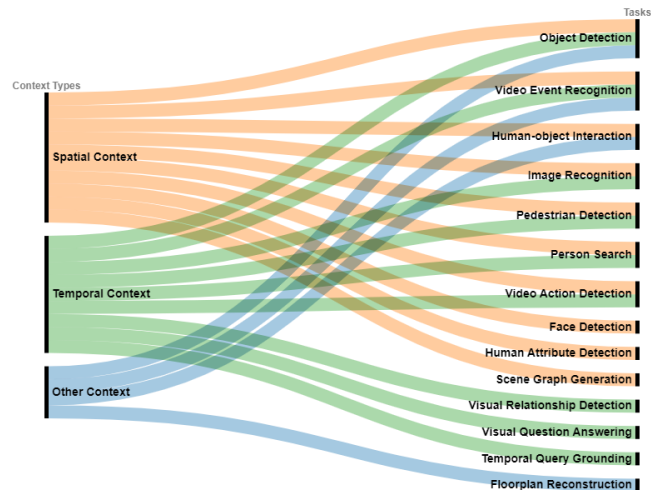 Tasks
Object Detection
Context Types
Video Event Recognition
Human-object Interaction
Spatial Context
Image Recognition
Pedestrian Detection
Person Search
Temporal Context
Video Action Detection
Face Detection
Human Attribute Detection
Scene Graph Generation
Other Context
Visual Relationship Detection
Visual Question Answering
Temporal Query Grounding
Floorplan Reconstruction